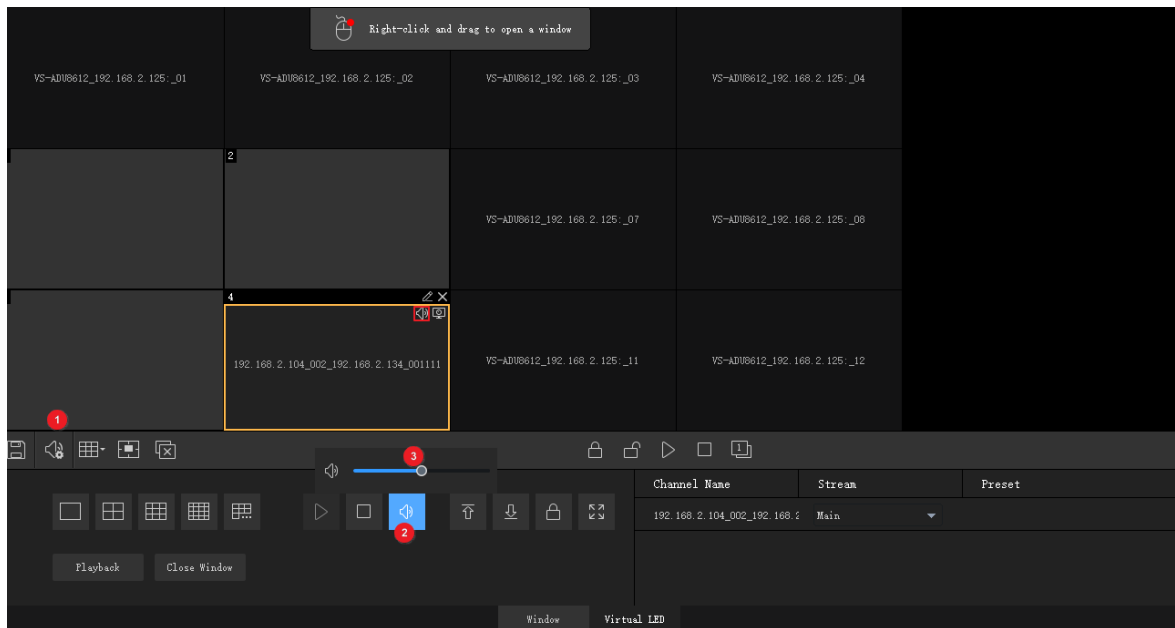 Right-click and drag to open a window
VS-ADU8612_192.168.2.125:_01
VS-ADU8612_192.168.2.125:_02
VS-ADU8612_192.168.2.125:_03
VS-ADU8612_192.168.2.125:_04
2
VS-ADU8612_192.168.2.125:_07
VS-ADU8612_192.168.2.125:_08
4
192.168.2.104_002_192.168.2.134_001111
VS-ADU8612_192.168.2.125:_11
VS-ADU8612_192.168.2.125:_12
1
1
3
Channel Name Stream Preset
192.168.2.104_002_192.168.2 Main
2
Playback Close Window
Window Virtual LED